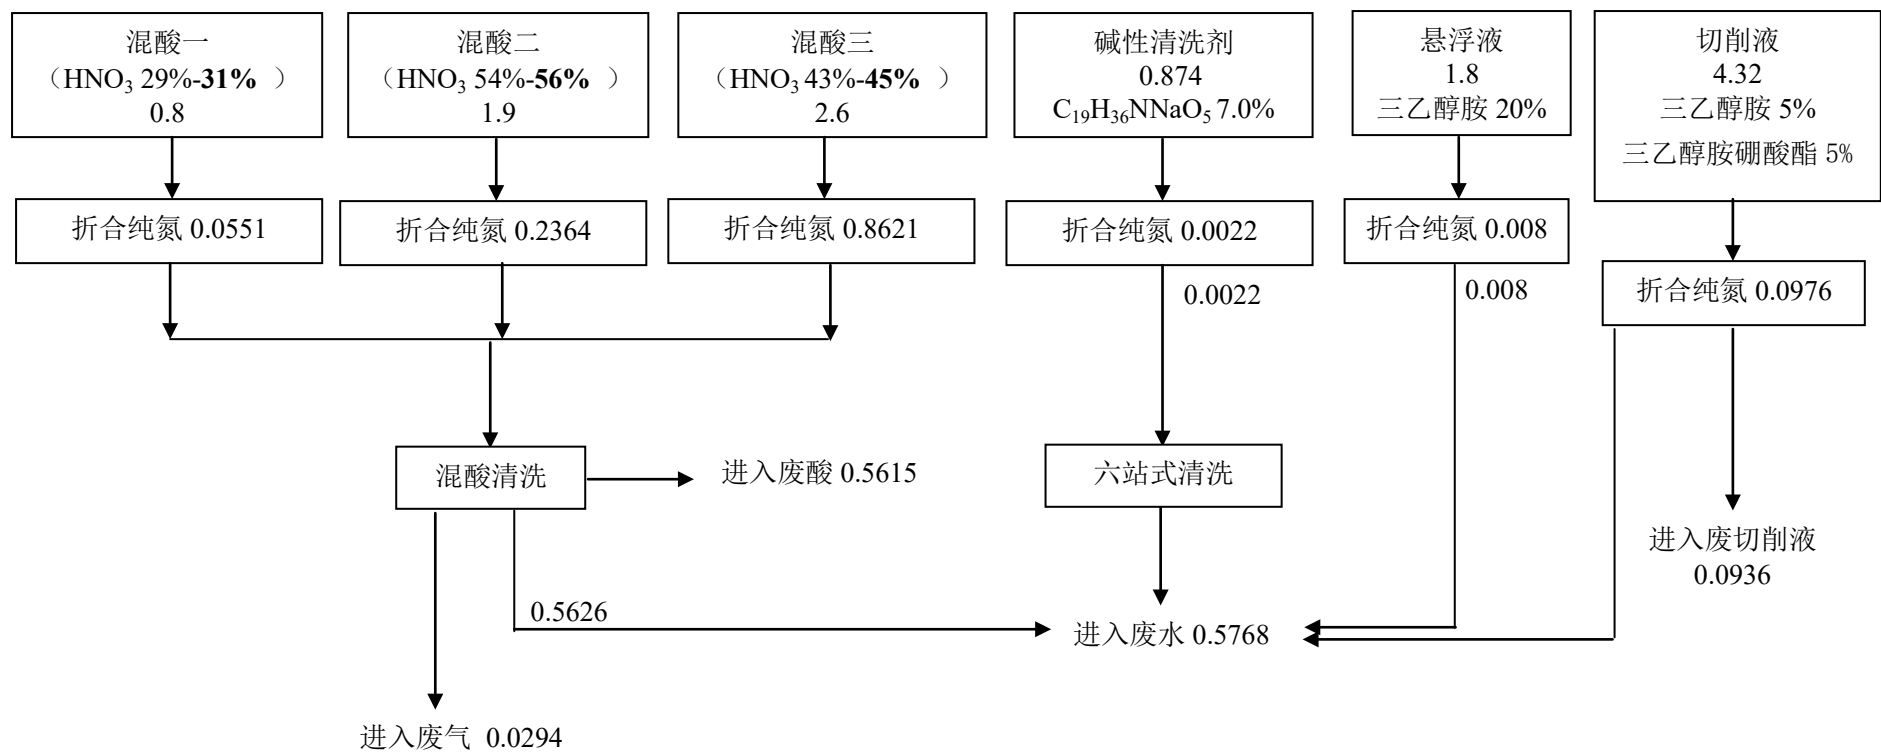 混酸一
（HNO₃ 29%-31% ）
0.8
混酸二
（HNO₃ 54%-56% ）
1.9
混酸三
（HNO₃ 43%-45% ）
2.6
碱性清洗剂
0.874
C₁₉H₃₆NNaO₅ 7.0%
悬浮液
1.8
三乙醇胺 20%
切削液
4.32
三乙醇胺 5%
三乙醇胺硼酸酯 5%
折合纯氮 0.0551
折合纯氮 0.2364
折合纯氮 0.8621
折合纯氮 0.0022
折合纯氮 0.008
折合纯氮 0.0976
0.0022
0.008
混酸清洗
进入废酸 0.5615
六站式清洗
进入废切削液
0.0936
0.5626
进入废水 0.5768
进入废气 0.0294